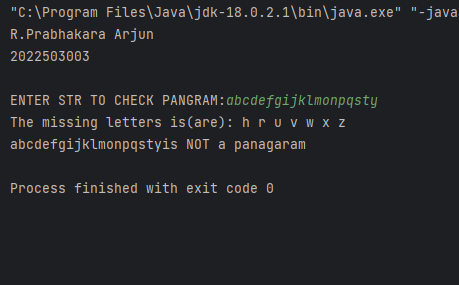 "C:\Program Files\Java\jdk-18.0.2.1\bin\java.exe" "-java
R.Prabhakara Arjun
2022503003
ENTER STR TO CHECK PANGRAM:abcdefgijklmonpqsty
The missing letters is(are): h r u v w x z
abcdefgijklmonpqstyis NOT a panagaram
Process finished with exit code 0